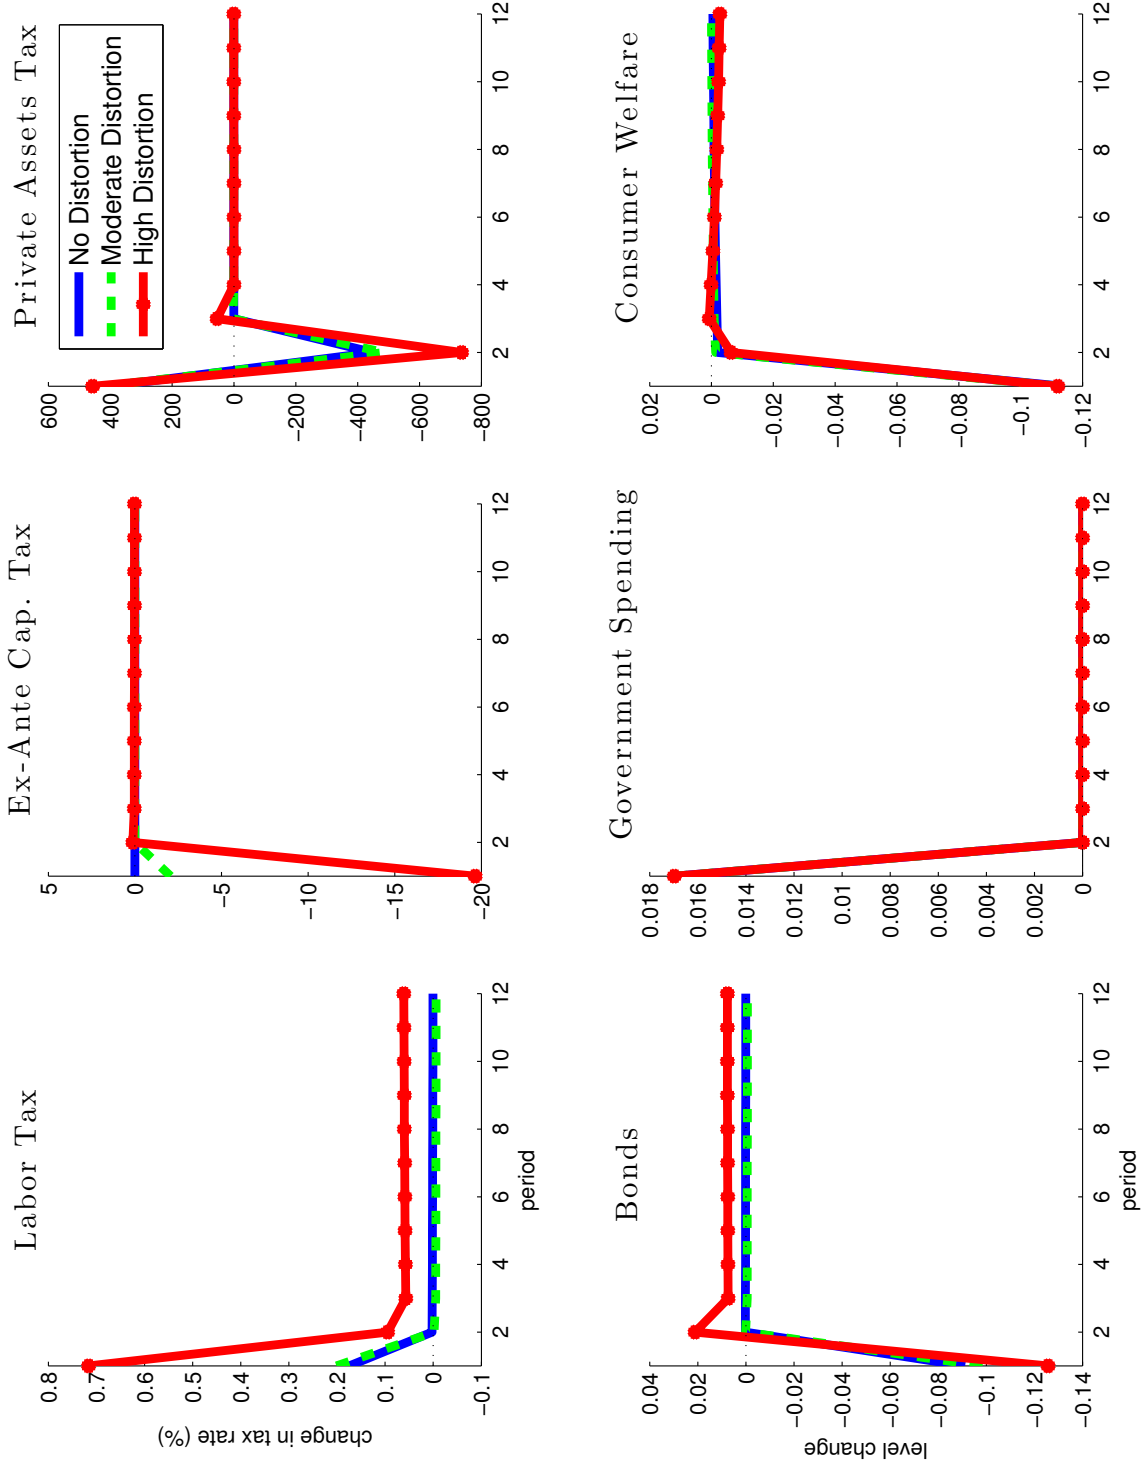 Labor Tax
0.8
0.7
0.6
0.5
0.4
0.3
0.2
0.1
0
−0.1
change in tax rate (%)
2 4 6 8 10 12
period
Ex-Ante Cap. Tax
5
0
−5
−10
−15
−20
2 4 6 8 10 12
Private Assets Tax
600
400
200
0
−200
−400
−600
−800
2 4 6 8 10 12
No Distortion
Moderate Distortion
High Distortion
Bonds
0.04
0.02
0
−0.02
−0.04
−0.06
−0.08
−0.1
−0.12
−0.14
level change
2 4 6 8 10 12
period
Government Spending
0.018
0.016
0.014
0.012
0.01
0.008
0.006
0.004
0.002
0
2 4 6 8 10 12
Consumer Welfare
0.02
0
−0.02
−0.04
−0.06
−0.08
−0.1
−0.12
2 4 6 8 10 12